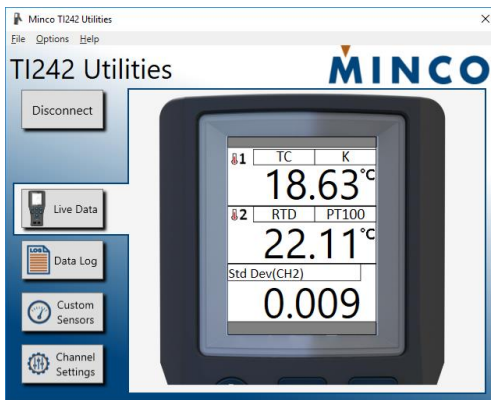 Minco TI242 Utilities
File Options Help
TI242 Utilities
MINCO
Disconnect
1 TC K
18.63°C
Live Data
2 RTD PT100
22.11°C
LOG
Data Log
Std Dev(CH2)
0.009
Custom
Sensors
Channel
Settings